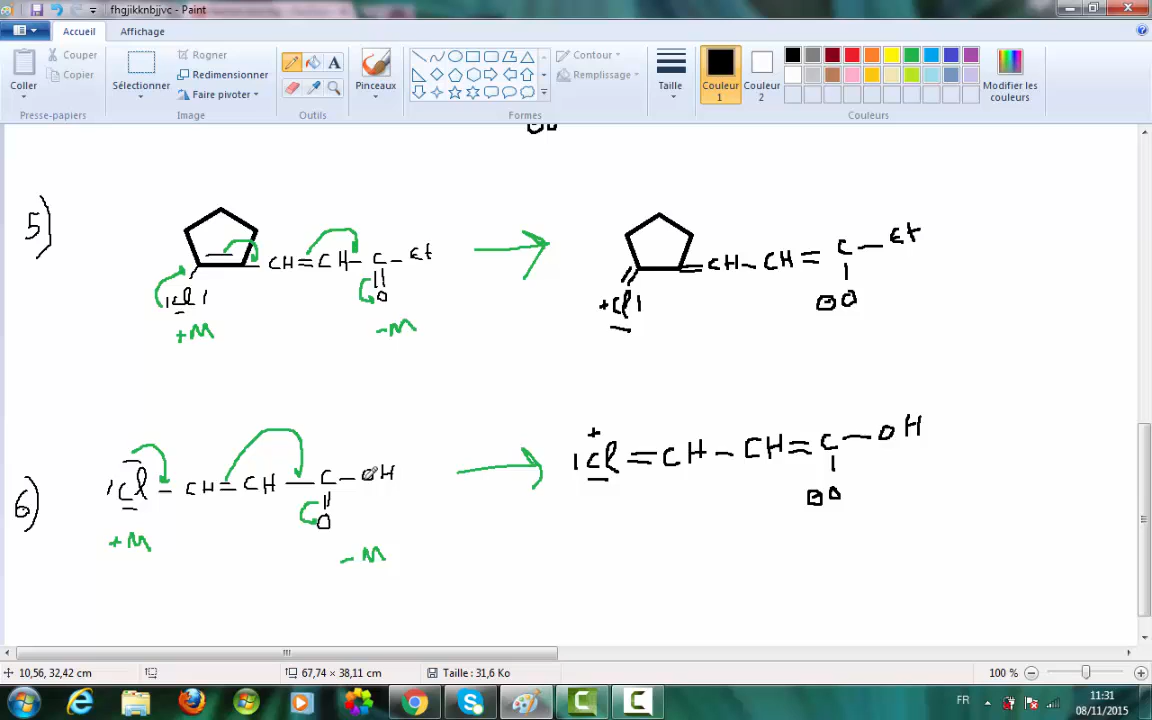 fhgjikknbjjvc - Paint
Accueil Affichage
Coller
Couper
Copier
Presse-papiers
Sélectionner
Rogner
Redimensionner
Faire pivoter
Image
A
Outils
Pinceaux
Formes
Contour
Remplissage
Taille
Couleur 1
Couleur 2
Modifier les couleurs
Couleurs
5)
CH=CH-C-Et
O
|Cl|
+M
-M
CH-CH=C-Et
+Cl|
O
6)
|Cl-CH=CH-C-OH
O
+M
-M
+
|Cl=CH-CH=C-OH
O
10,56, 32,42 cm
67,74 × 38,11 cm
Taille : 31,6 Ko
100 %
FR
11:31
08/11/2015